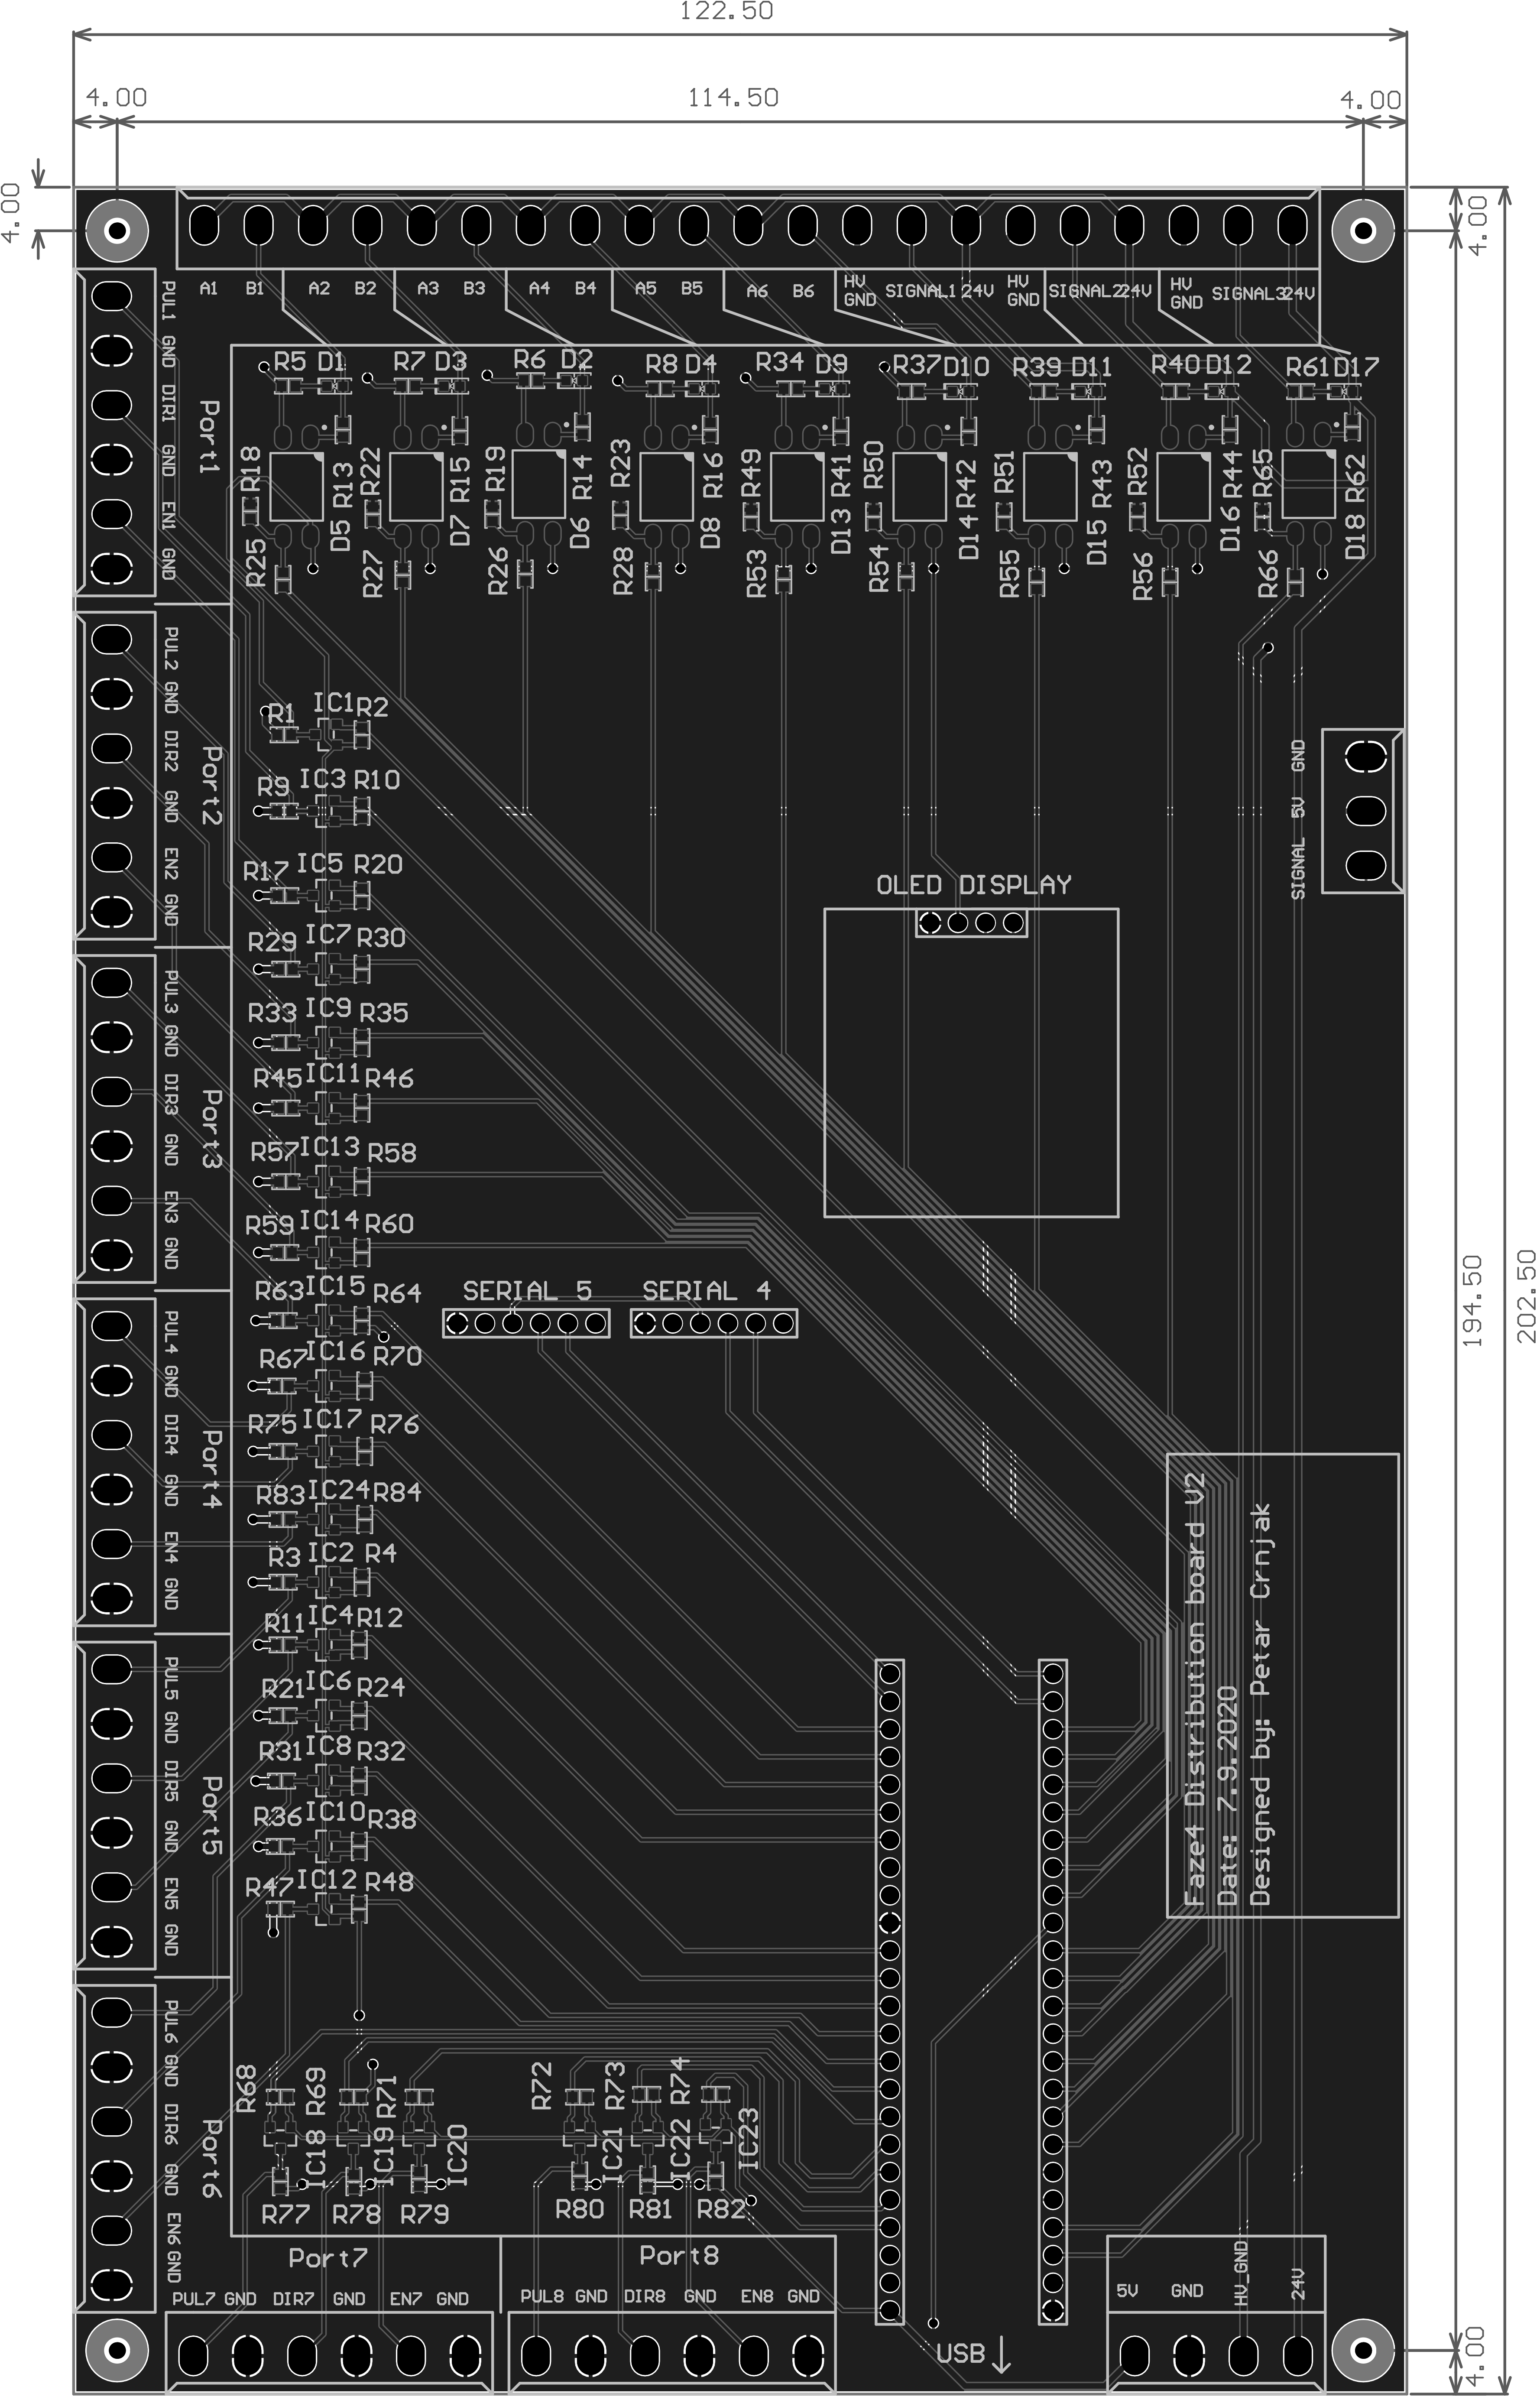 122.50
4.00
114.50
4.00
4.00
4.00
A1 B1 A2 B2 A3 B3 A4 B4 A5 B5 A6 B6 HV GND SIGNAL1 24V HV GND SIGNAL2 24V HV GND SIGNAL3 24V
R5 D1 R7 D3 R6 D2 R8 D4 R34 D9 R37 D10 R39 D11 R40 D12 R61 D17
R18 R13 R22 R15 R19 R14 R23 R16 R49 R41 R50 R42 R51 R43 R52 R44 R65 R62
R25 D5 R27 D7 R26 D6 R28 D8 R53 D13 R54 D14 R55 D15 R56 D16 R66 D18
PUL1 GND DIR1 GND EN1 GND
Port1
PUL2 GND DIR2 GND EN2 GND
Port2
PUL3 GND DIR3 GND EN3 GND
Port3
PUL4 GND DIR4 GND EN4 GND
Port4
PUL5 GND DIR5 GND EN5 GND
Port5
PUL6 GND DIR6 GND EN6 GND
Port6
R1 IC1 R2
R9 IC3 R10
R17 IC5 R20
R29 IC7 R30
R33 IC9 R35
R45 IC11 R46
R57 IC13 R58
R59 IC14 R60
R63 IC15 R64
R67 IC16 R70
R75 IC17 R76
R83 IC24 R84
R3 IC2 R4
R11 IC4 R12
R21 IC6 R24
R31 IC8 R32
R36 IC10 R38
R47 IC12 R48
SIGNAL 5V GND
OLED DISPLAY
SERIAL 5 SERIAL 4
194.50
202.50
Faze4 Distribution board V2
Date: 7.9.2020
Designed by: Petar Crnjak
R68 R69 R71 R72 R73 R74
IC18 IC19 IC20 IC21 IC22 IC23
R77 R78 R79 R80 R81 R82
Port7 Port8
PUL7 GND DIR7 GND EN7 GND PUL8 GND DIR8 GND EN8 GND
5V GND HV_GND 24V
USB
4.00